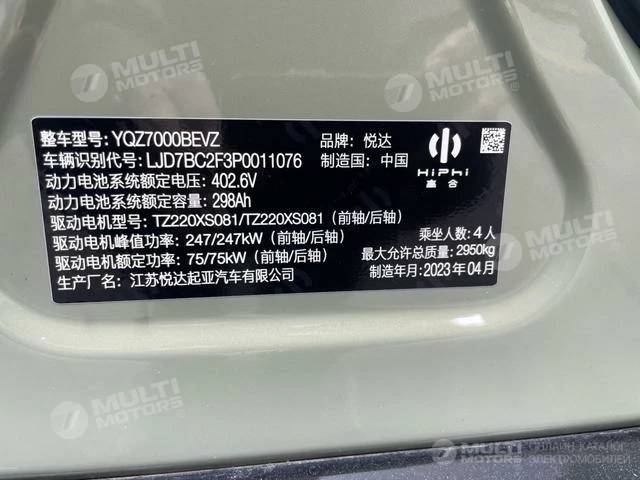 MULTI MOTORS®
MULTI MOTORS®
整车型号: YQZ7000BEVZ 品牌: 悦达
车辆识别代号: LJD7BC2F3P0011076 制造国: 中国
HiPhi
高合
动力电池系统额定电压: 402.6V
动力电池系统额定容量: 298Ah
驱动电机型号: TZ220XS081/TZ220XS081 (前轴/后轴)
驱动电机峰值功率: 247/247kW (前轴/后轴) 乘坐人数: 4人
驱动电机额定功率: 75/75kW (前轴/后轴) 最大允许总质量: 2950kg
生产厂名: 江苏悦达起亚汽车有限公司 制造年月: 2023年04月
MULTI MOTORS®
MULTI MOTORS®
ОНЛАЙН-КАТАЛОГ
ЭЛЕКТРОМОБИЛЕЙ